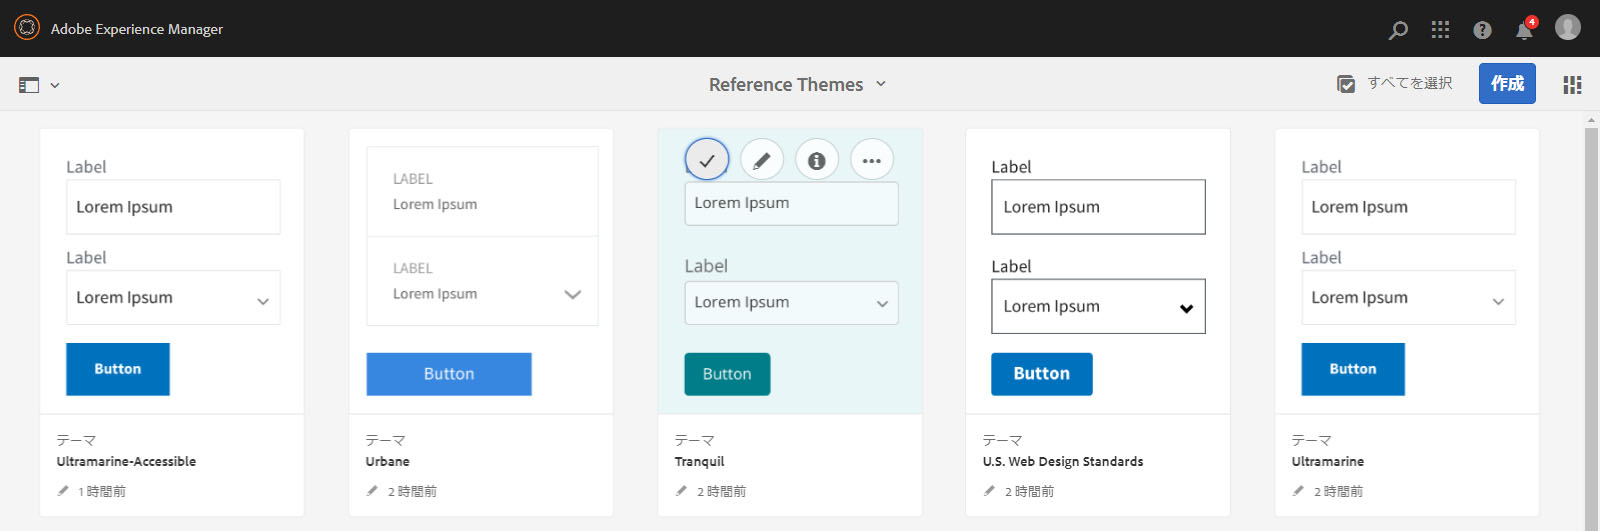 Adobe Experience Manager
4
Reference Themes
すべてを選択
作成
Label
Lorem Ipsum
Label
Lorem Ipsum
Button
テーマ
Ultramarine-Accessible
1 時間前
LABEL
Lorem Ipsum
LABEL
Lorem Ipsum
Button
テーマ
Urbane
2 時間前
Lorem Ipsum
Label
Lorem Ipsum
Button
テーマ
Tranquil
2 時間前
Label
Lorem Ipsum
Label
Lorem Ipsum
Button
テーマ
U.S. Web Design Standards
2 時間前
Label
Lorem Ipsum
Label
Lorem Ipsum
Button
テーマ
Ultramarine
2 時間前